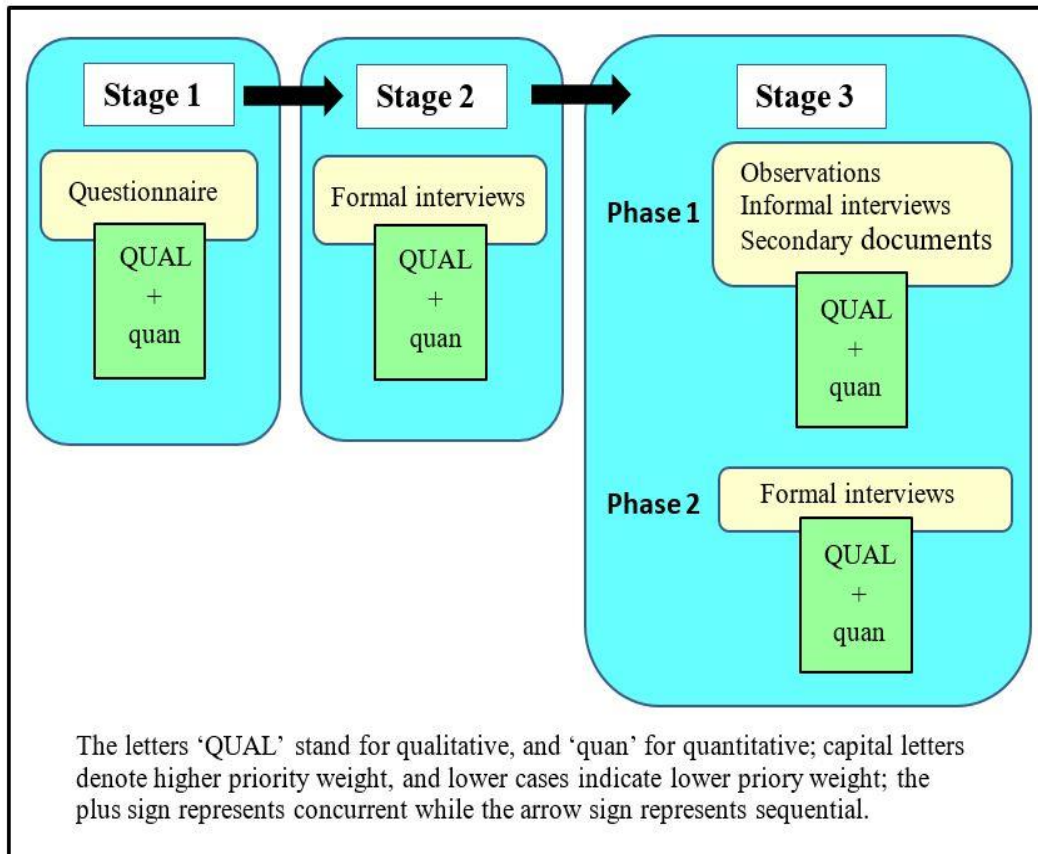 Stage 1
Stage 2
Stage 3
Questionnaire
QUAL
+
quan
Formal interviews
QUAL
+
quan
Phase 1
Observations
Informal interviews
Secondary documents
QUAL
+
quan
Phase 2
Formal interviews
QUAL
+
quan
The letters ‘QUAL’ stand for qualitative, and ‘quan’ for quantitative; capital letters
denote higher priority weight, and lower cases indicate lower priory weight; the
plus sign represents concurrent while the arrow sign represents sequential.